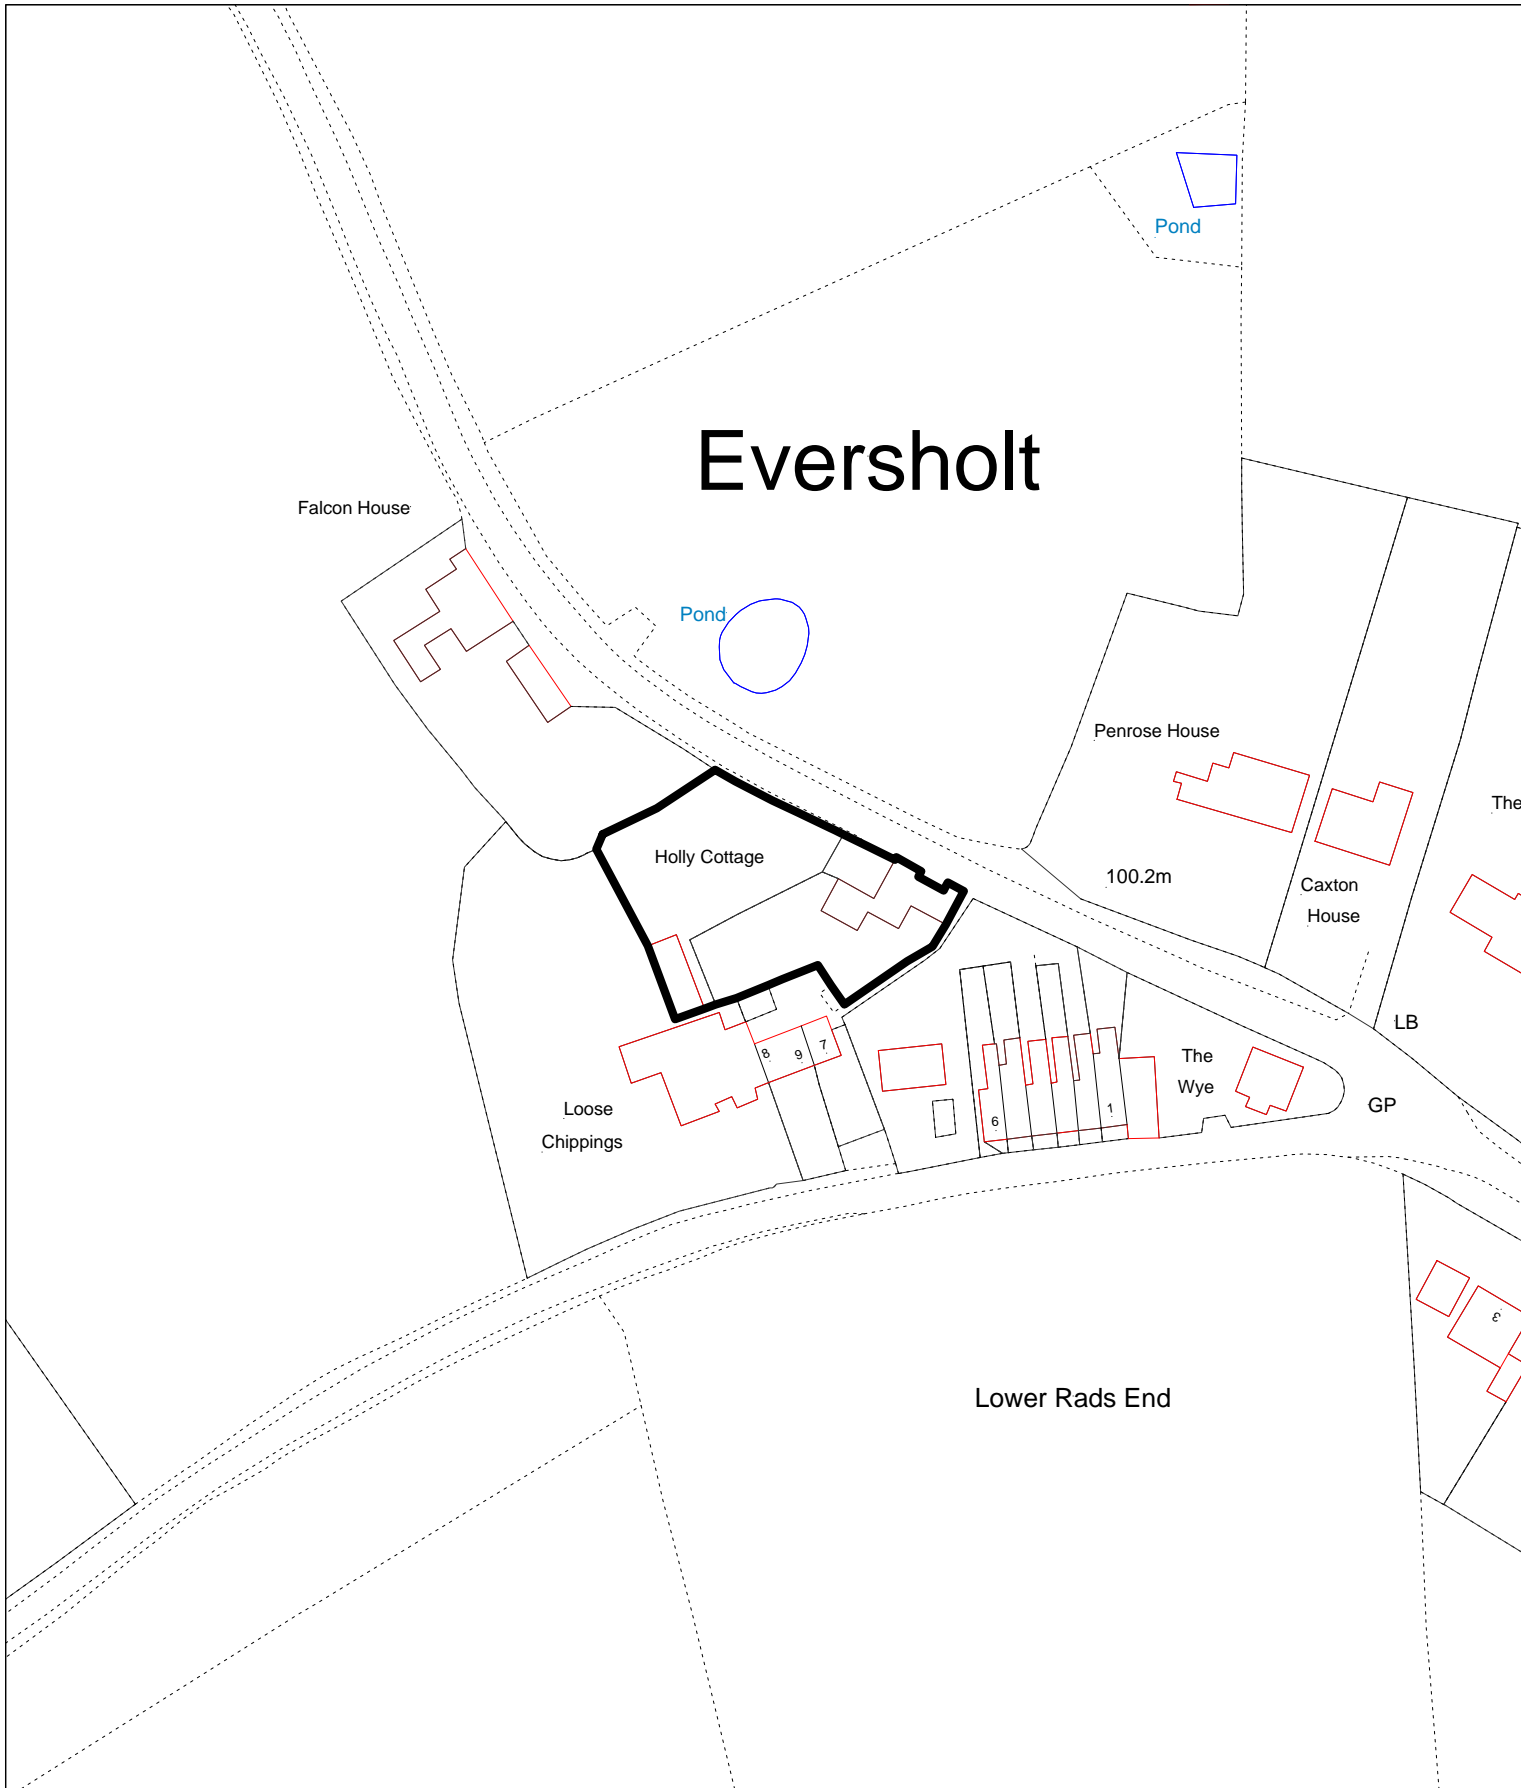 Pond
Eversholt
Falcon House
Pond
Penrose House
The
Holly Cottage
100.2m
Caxton
House
LB
8
9
7
The
Wye
GP
Loose
Chippings
6
1
3
Lower Rads End